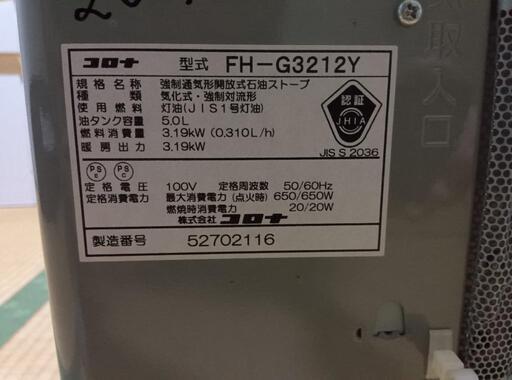 コロナ 型式 FH-G3212Y
規格名称 強制通気形開放式石油ストーブ
種類 気化式・強制対流形
使用燃料 灯油(JIS1号灯油)
油タンク容量 5.0L
燃料消費量 3.19kW (0.310L/h)
暖房出力 3.19kW
認証
JHIA
JIS S 2036
PS E PS E
定格電圧 100V 定格周波数 50/60Hz
定格消費電力 最大消費電力(点火時) 650/650W
燃焼時消費電力 20/20W
株式会社 コロナ
製造番号 52702116
気取入口